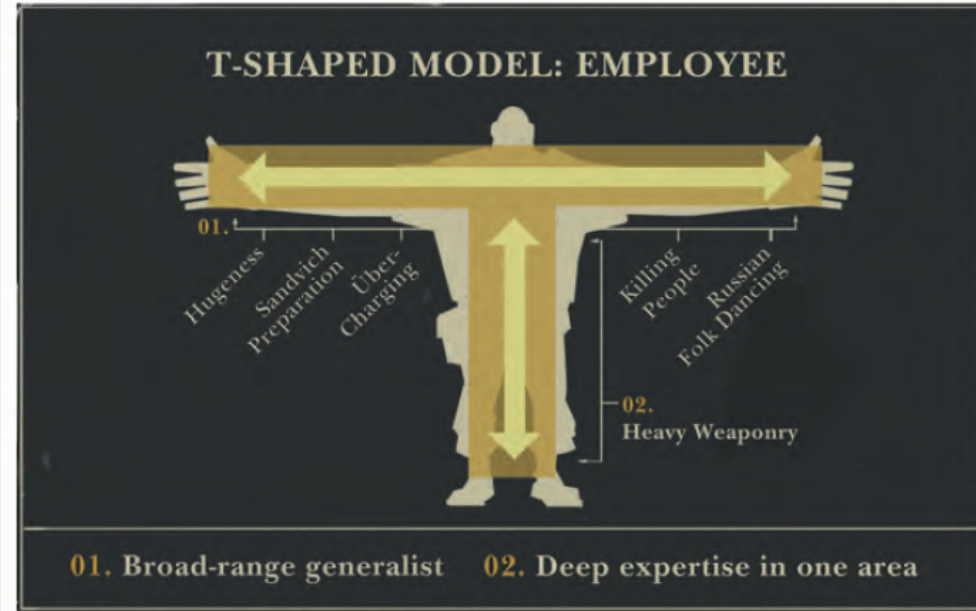 T-SHAPED MODEL: EMPLOYEE
01.
Hugeness
Sandvich
Preparation
Über-
Charging
Killing
People
Russian
Folk Dancing
02.
Heavy Weaponry
01. Broad-range generalist
02. Deep expertise in one area